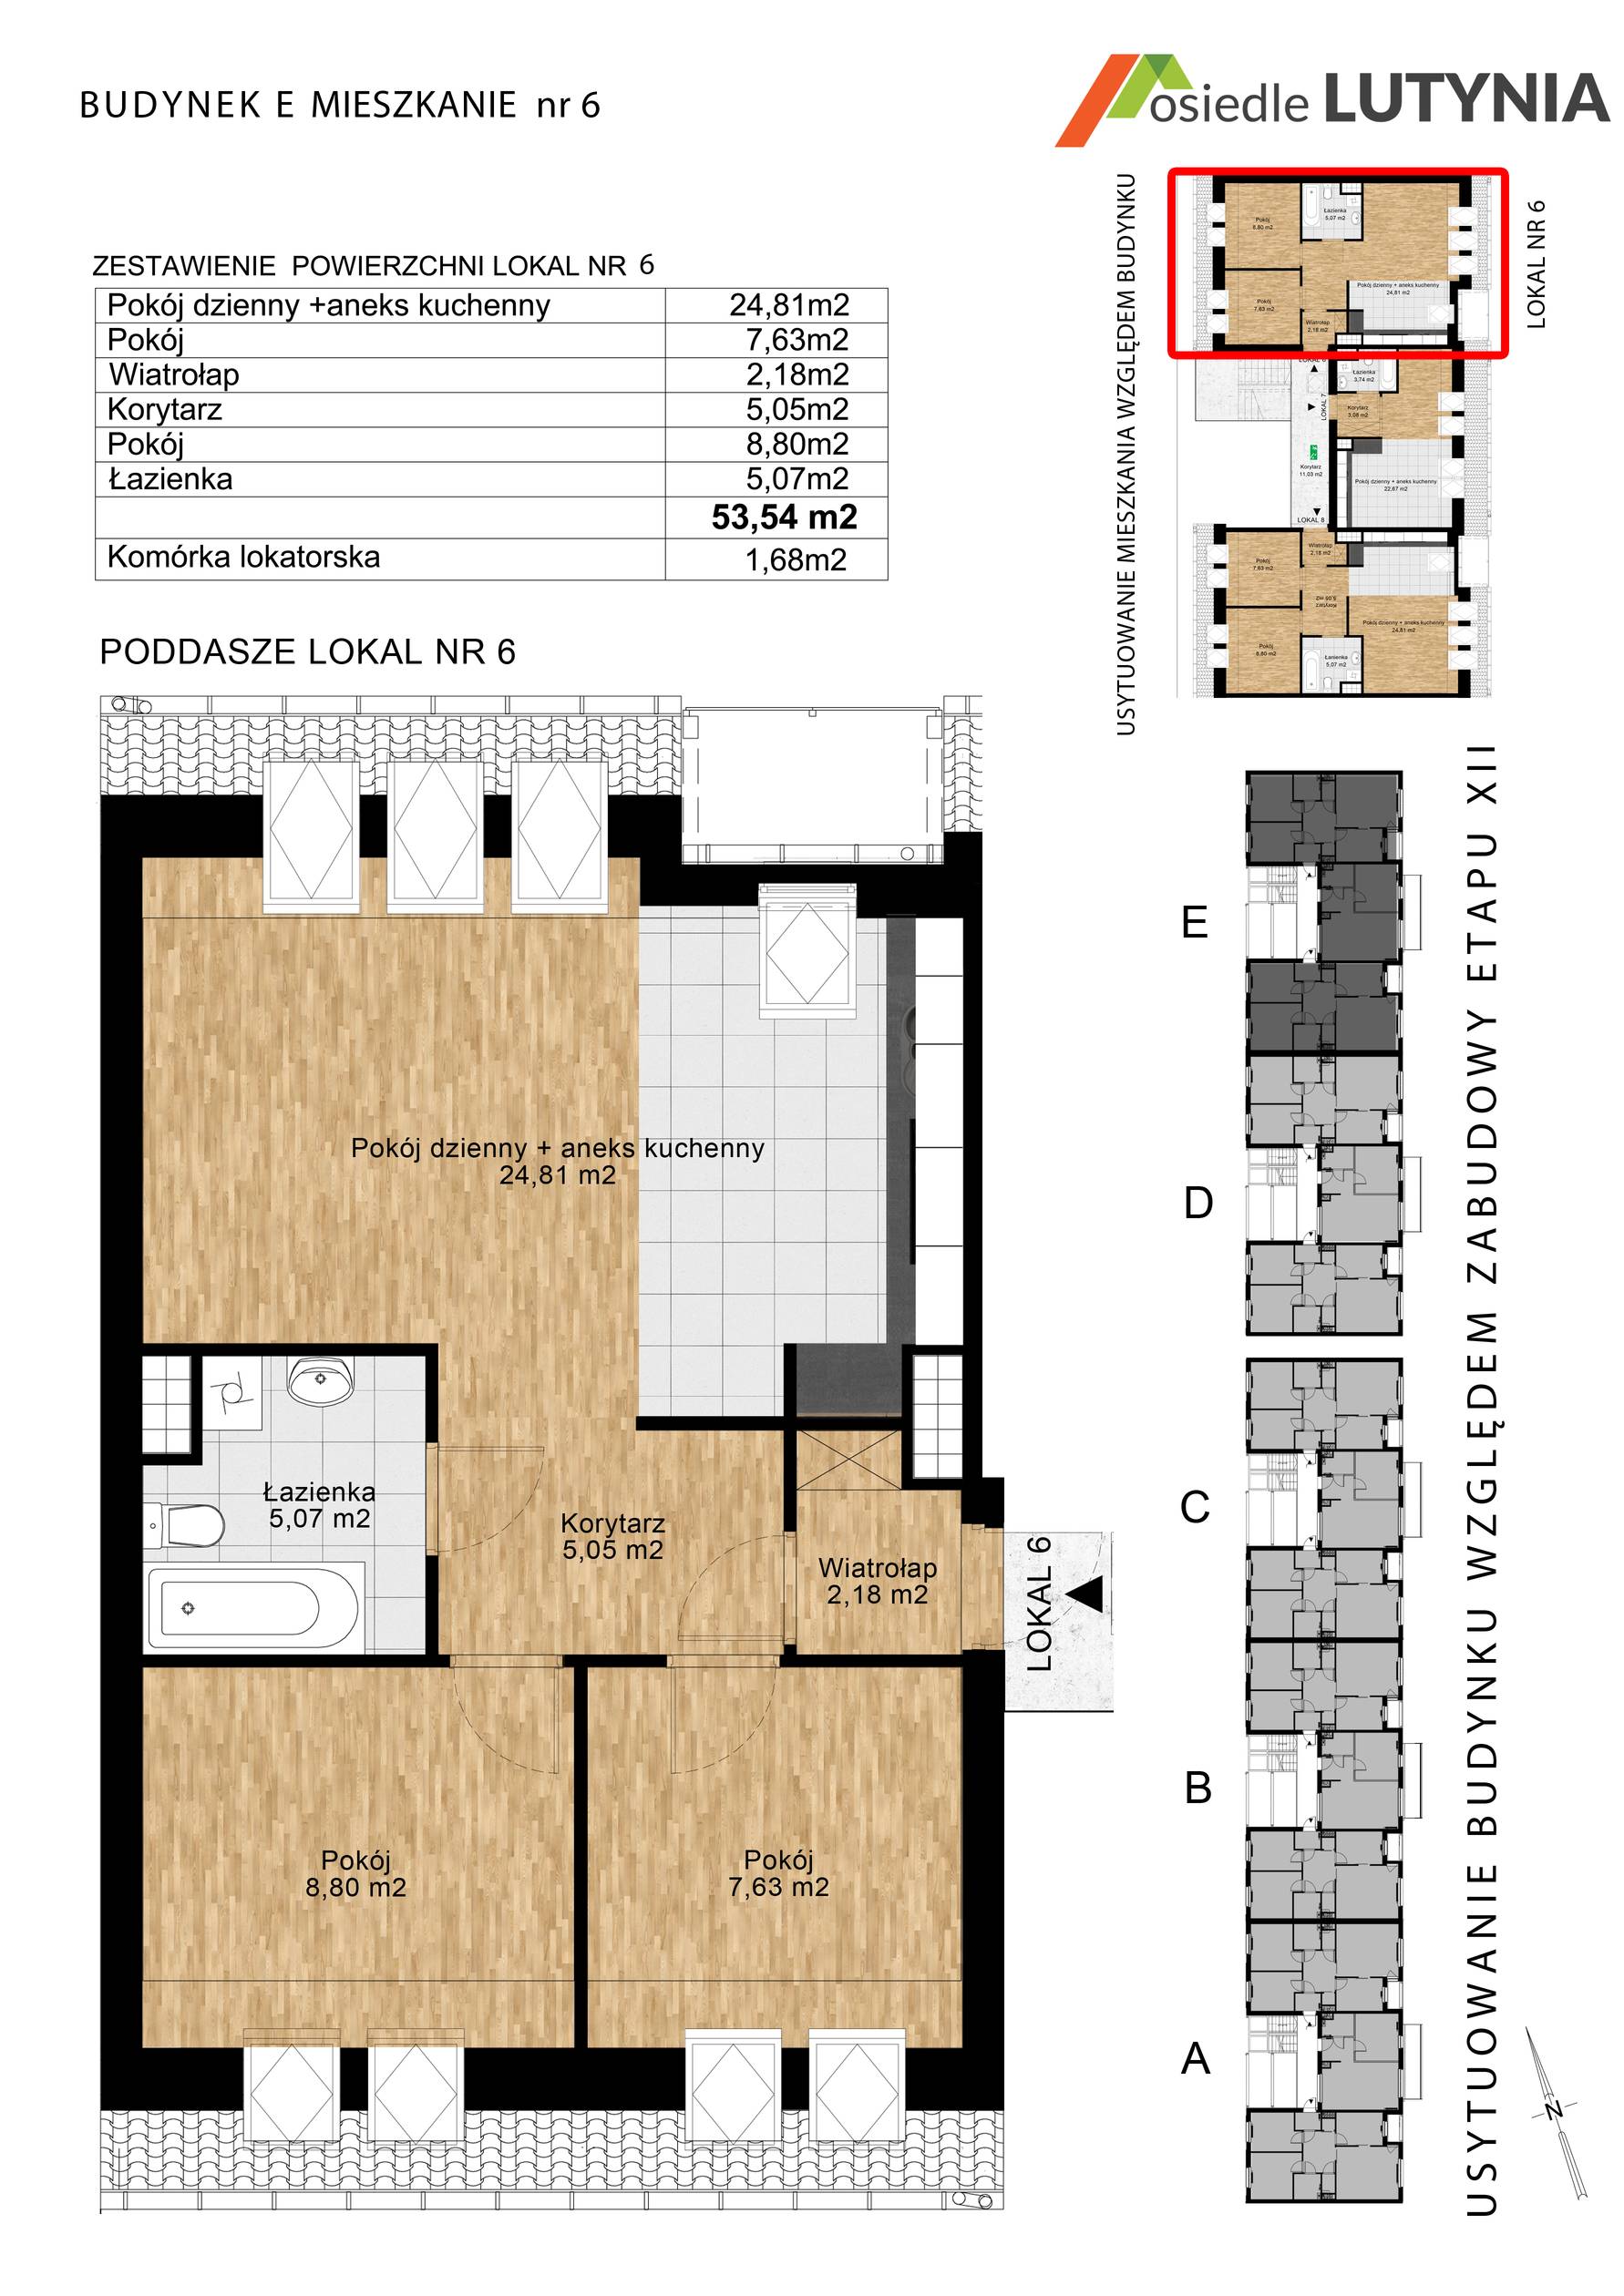 BUDYNEK E MIESZKANIE nr 6
osiedle LUTYNIA
ZESTAWIENIE POWIERZCHNI LOKAL NR 6
Pokój dzienny +aneks kuchenny 24,81m2
Pokój 7,63m2
Wiatrołap 2,18m2
Korytarz 5,05m2
Pokój 8,80m2
Łazienka 5,07m2
53,54 m2
Komórka lokatorska 1,68m2
PODDASZE LOKAL NR 6
Pokój dzienny + aneks kuchenny
24,81 m2
Łazienka
5,07 m2
Korytarz
5,05 m2
Wiatrołap
2,18 m2
LOKAL 6
Pokój
8,80 m2
Pokój
7,63 m2
USYTUOWANIE MIESZKANIA WZGLĘDEM BUDYNKU
LOKAL NR 6
Pokój
8,80 m2
Łazienka
5,07 m2
Pokój
7,63 m2
Pokój dzienny + aneks kuchenny
24,81 m2
Wiatrołap
2,18 m2
LOKAL 6
Łazienka
3,74 m2
LOKAL 7
Korytarz
3,08 m2
Korytarz
11,03 m2
Pokój dzienny + aneks kuchenny
22,67 m2
LOKAL 8
Wiatrołap
2,18 m2
Pokój
7,63 m2
Korytarz
5,05 m2
Pokój dzienny + aneks kuchenny
24,81 m2
Pokój
8,80 m2
Łazienka
5,07 m2
E
D
C
B
A
USYTUOWANIE BUDYNKU WZGLĘDEM ZABUDOWY ETAPU XII
N